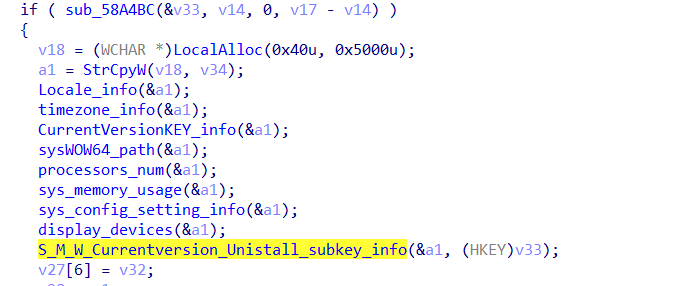 if ( sub_58A4BC(&v33, v14, 0, v17 - v14) )
{
v18 = (WCHAR *)LocalAlloc(0x40u, 0x5000u);
a1 = StrCpyW(v18, v34);
Locale_info(&a1);
timezone_info(&a1);
CurrentVersionKEY_info(&a1);
sysWOW64_path(&a1);
processors_num(&a1);
sys_memory_usage(&a1);
sys_config_setting_info(&a1);
display_devices(&a1);
S_M_W_Currentversion_Unistall_subkey_info(&a1, (HKEY)v33);
v27[6] = v32;